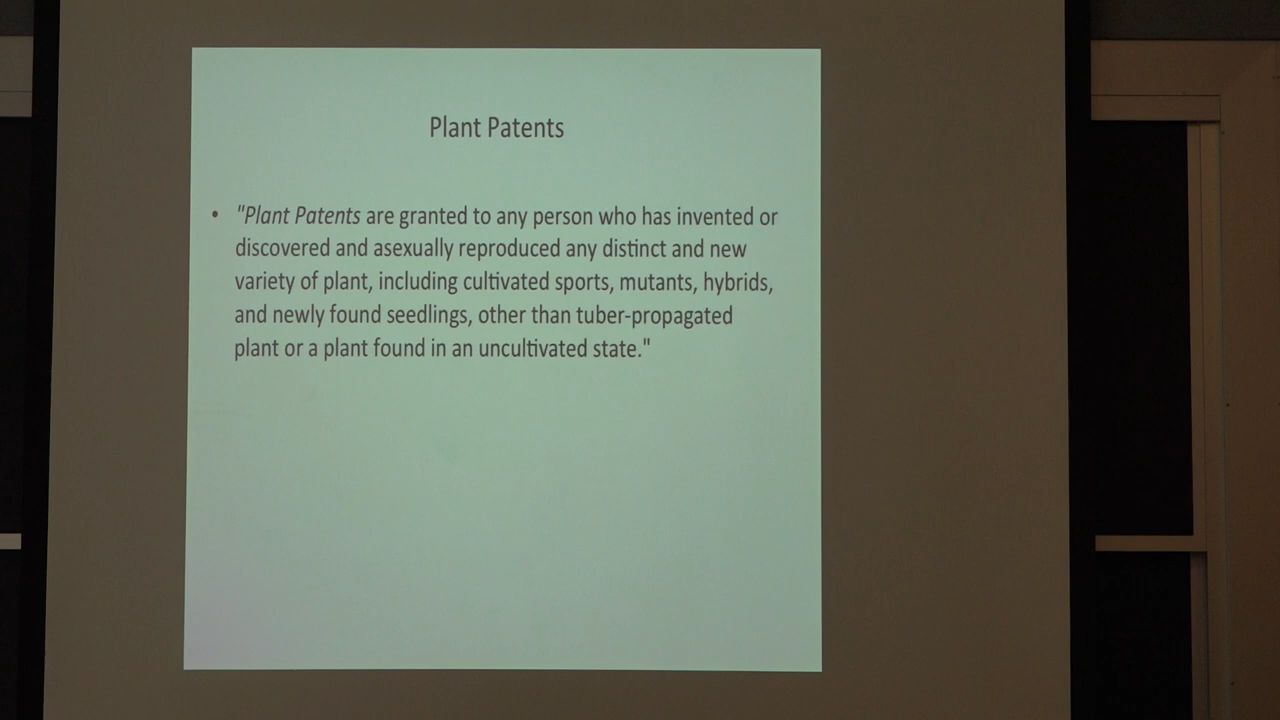 Plant Patents
• "Plant Patents are granted to any person who has invented or
discovered and asexually reproduced any distinct and new
variety of plant, including cultivated sports, mutants, hybrids,
and newly found seedlings, other than tuber-propagated
plant or a plant found in an uncultivated state."